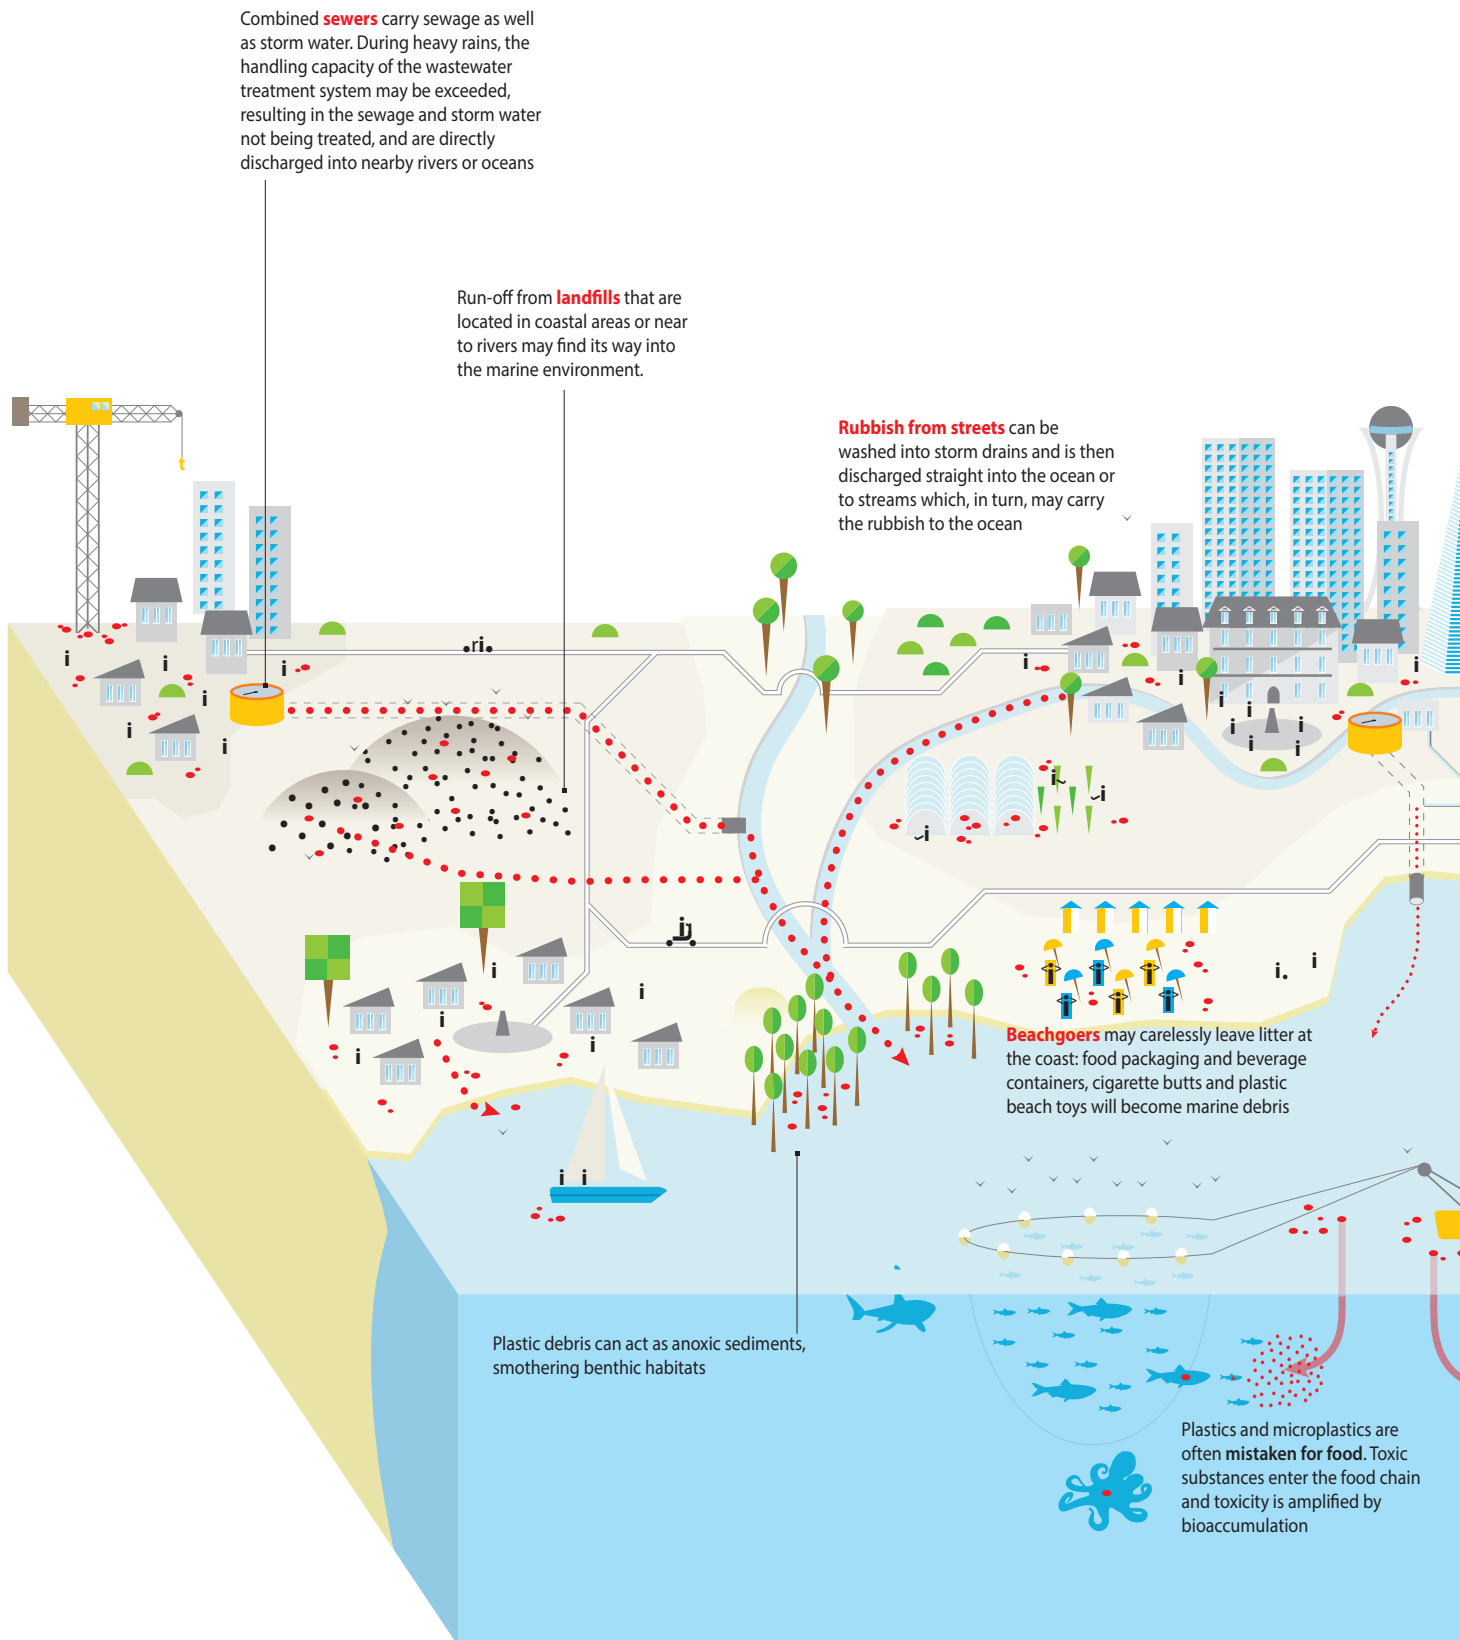 Combined sewers carry sewage as well
as storm water. During heavy rains, the
handling capacity of the wastewater
treatment system may be exceeded,
resulting in the sewage and storm water
not being treated, and are directly
discharged into nearby rivers or oceans
Run-off from landfills that are
located in coastal areas or near
to rivers may find its way into
the marine environment.
Rubbish from streets can be
washed into storm drains and is then
discharged straight into the ocean or
to streams which, in turn, may carry
the rubbish to the ocean
Beachgoers may carelessly leave litter at
the coast: food packaging and beverage
containers, cigarette butts and plastic
beach toys will become marine debris
Plastic debris can act as anoxic sediments,
smothering benthic habitats
Plastics and microplastics are
often mistaken for food. Toxic
substances enter the food chain
and toxicity is amplified by
bioaccumulation